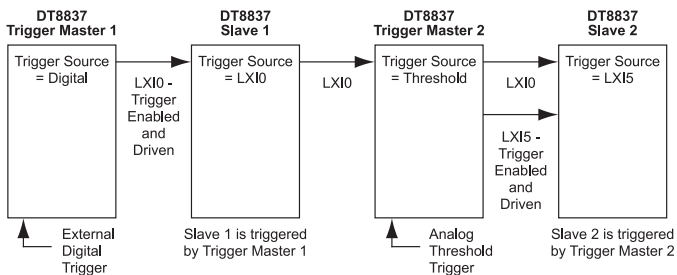 DT8837
Trigger Master 1
DT8837
Slave 1
DT8837
Trigger Master 2
DT8837
Slave 2
Trigger Source
= Digital
LXI0 -
Trigger
Enabled
and
Driven
Trigger Source
= LXI0
LXI0
Trigger Source
= Threshold
LXI0
LXI5 -
Trigger
Enabled
and
Driven
Trigger Source
= LXI5
External
Digital
Trigger
Slave 1 is triggered
by Trigger Master 1
Analog
Threshold
Trigger
Slave 2 is triggered
by Trigger Master 2